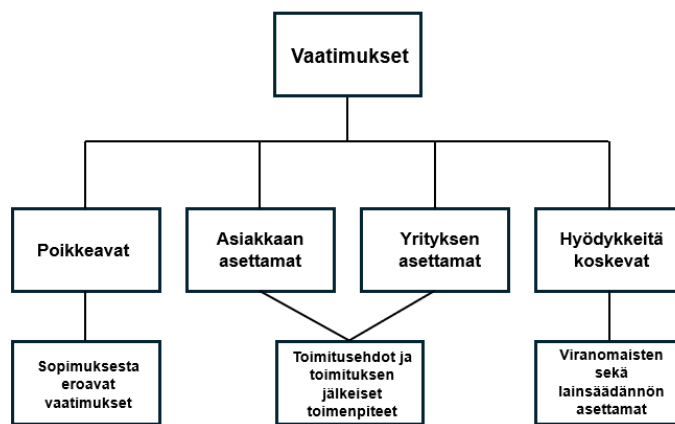 Vaatimukset
Poikkeavat
Asiakkaan
asettamat
Yrityksen
asettamat
Hyödykkeitä
koskevat
Sopimuksesta
eroavat
vaatimukset
Toimitusehdot ja
toimituksen
jälkeiset
toimenpiteet
Viranomaisten
sekä
lainsäädännön
asettamat